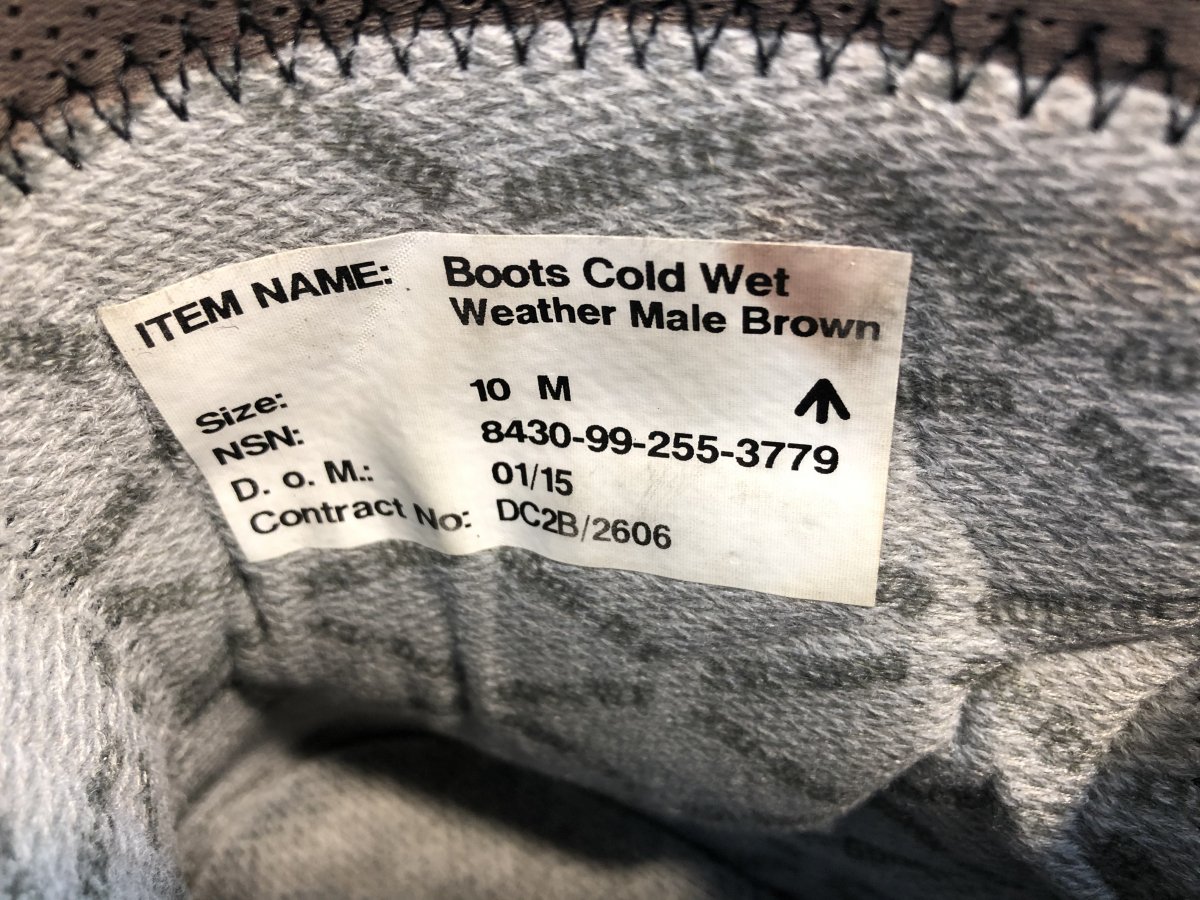 ITEM NAME: Boots Cold Wet
Weather Male Brown
Size: 10 M
NSN: 8430-99-255-3779
D. o. M.: 01/15
Contract No: DC2B/2606